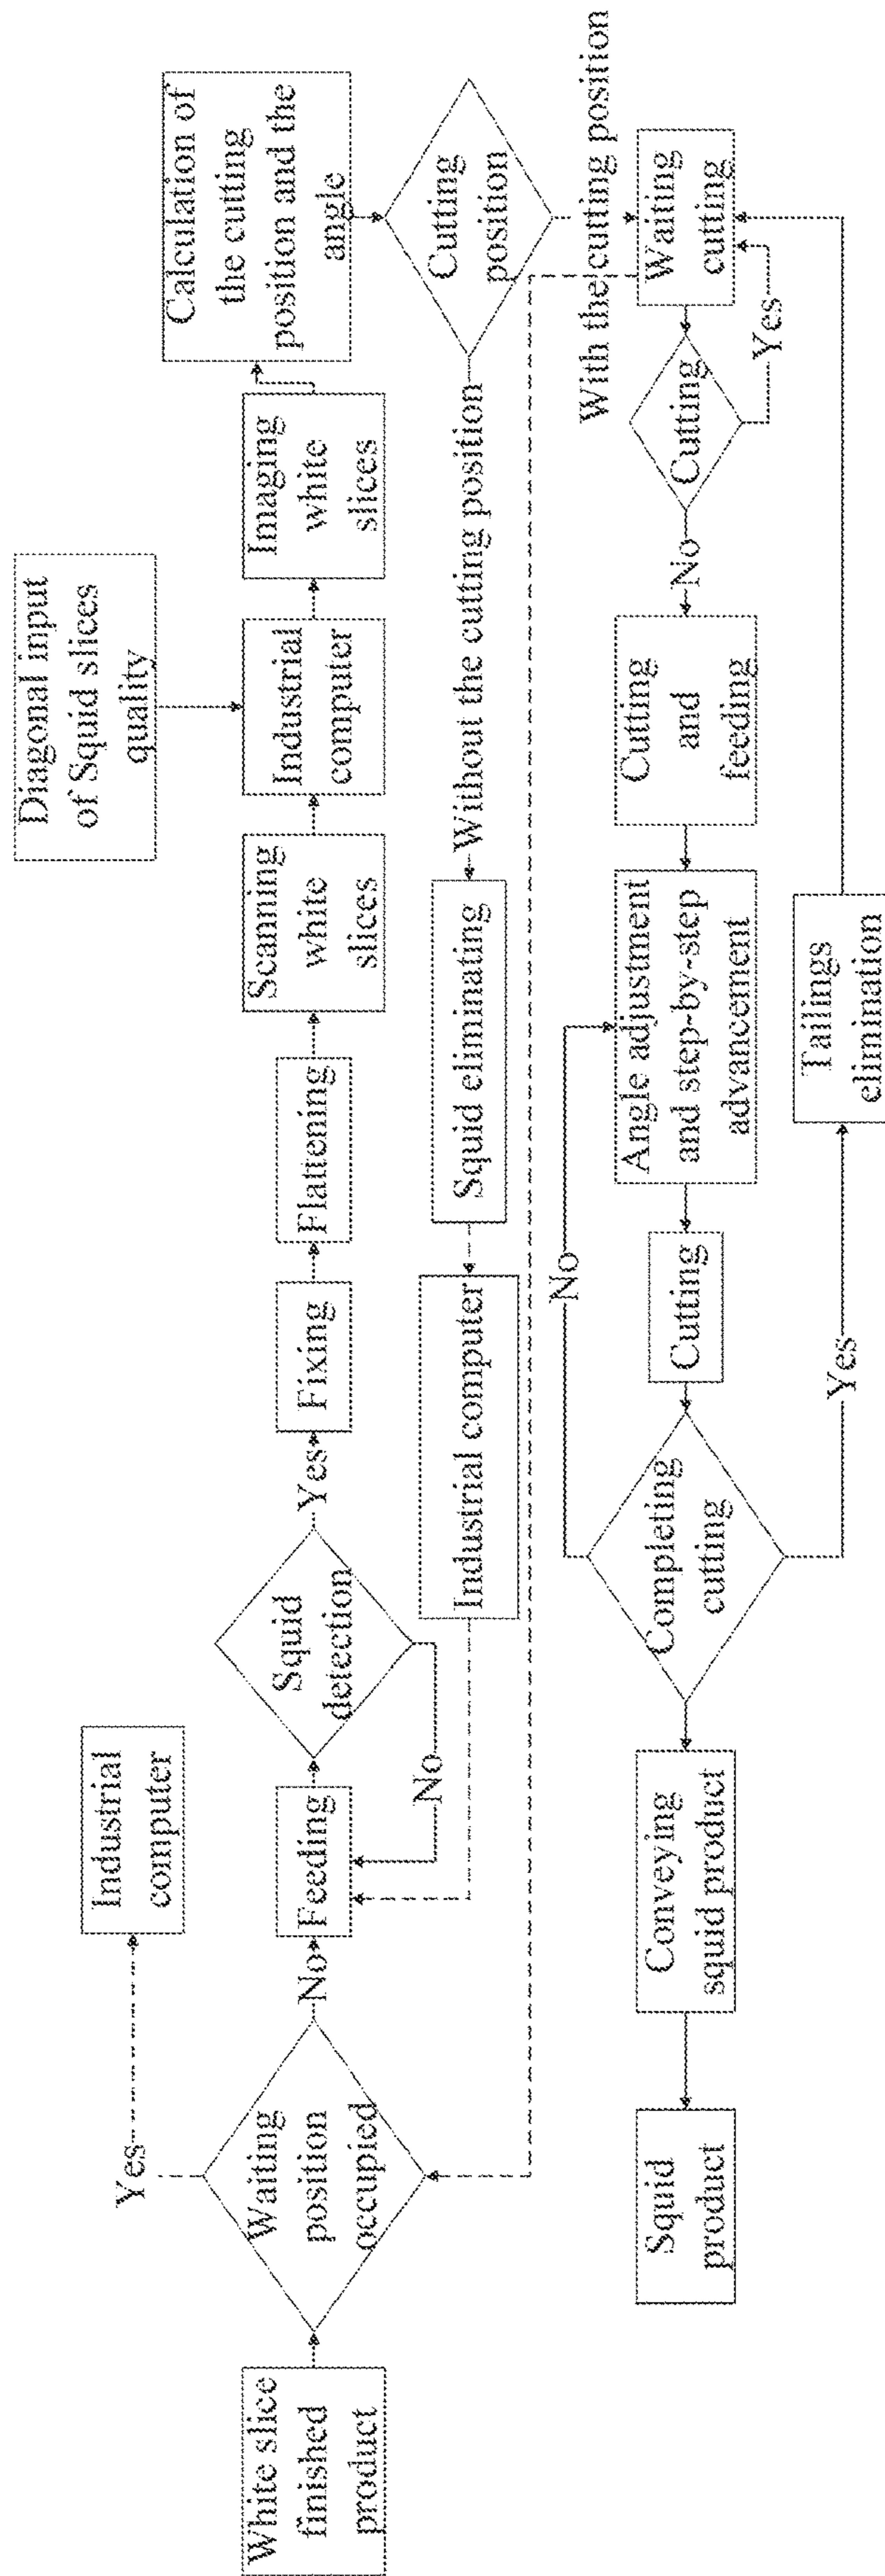 White slice
finished
product
Waiting
position
occupied
Yes
Industrial
computer
No
Feeding
Squid
detection
No
Yes
Fixing
Flattening
Scanning
white
slices
Diagonal input
of Squid slices
quality
Industrial
computer
Imaging
white
slices
Calculation of
the cutting
position and the
angle
Cutting
position
Without the cutting position
Squid eliminating
Industrial computer
With the cutting position
Waiting
cutting
Cutting
Yes
No
Cutting
and
feeding
Angle adjustment
and step-by-step
advancement
Cutting
Completing
cutting
No
Yes
Tailings
elimination
Conveying
squid product
Squid
product